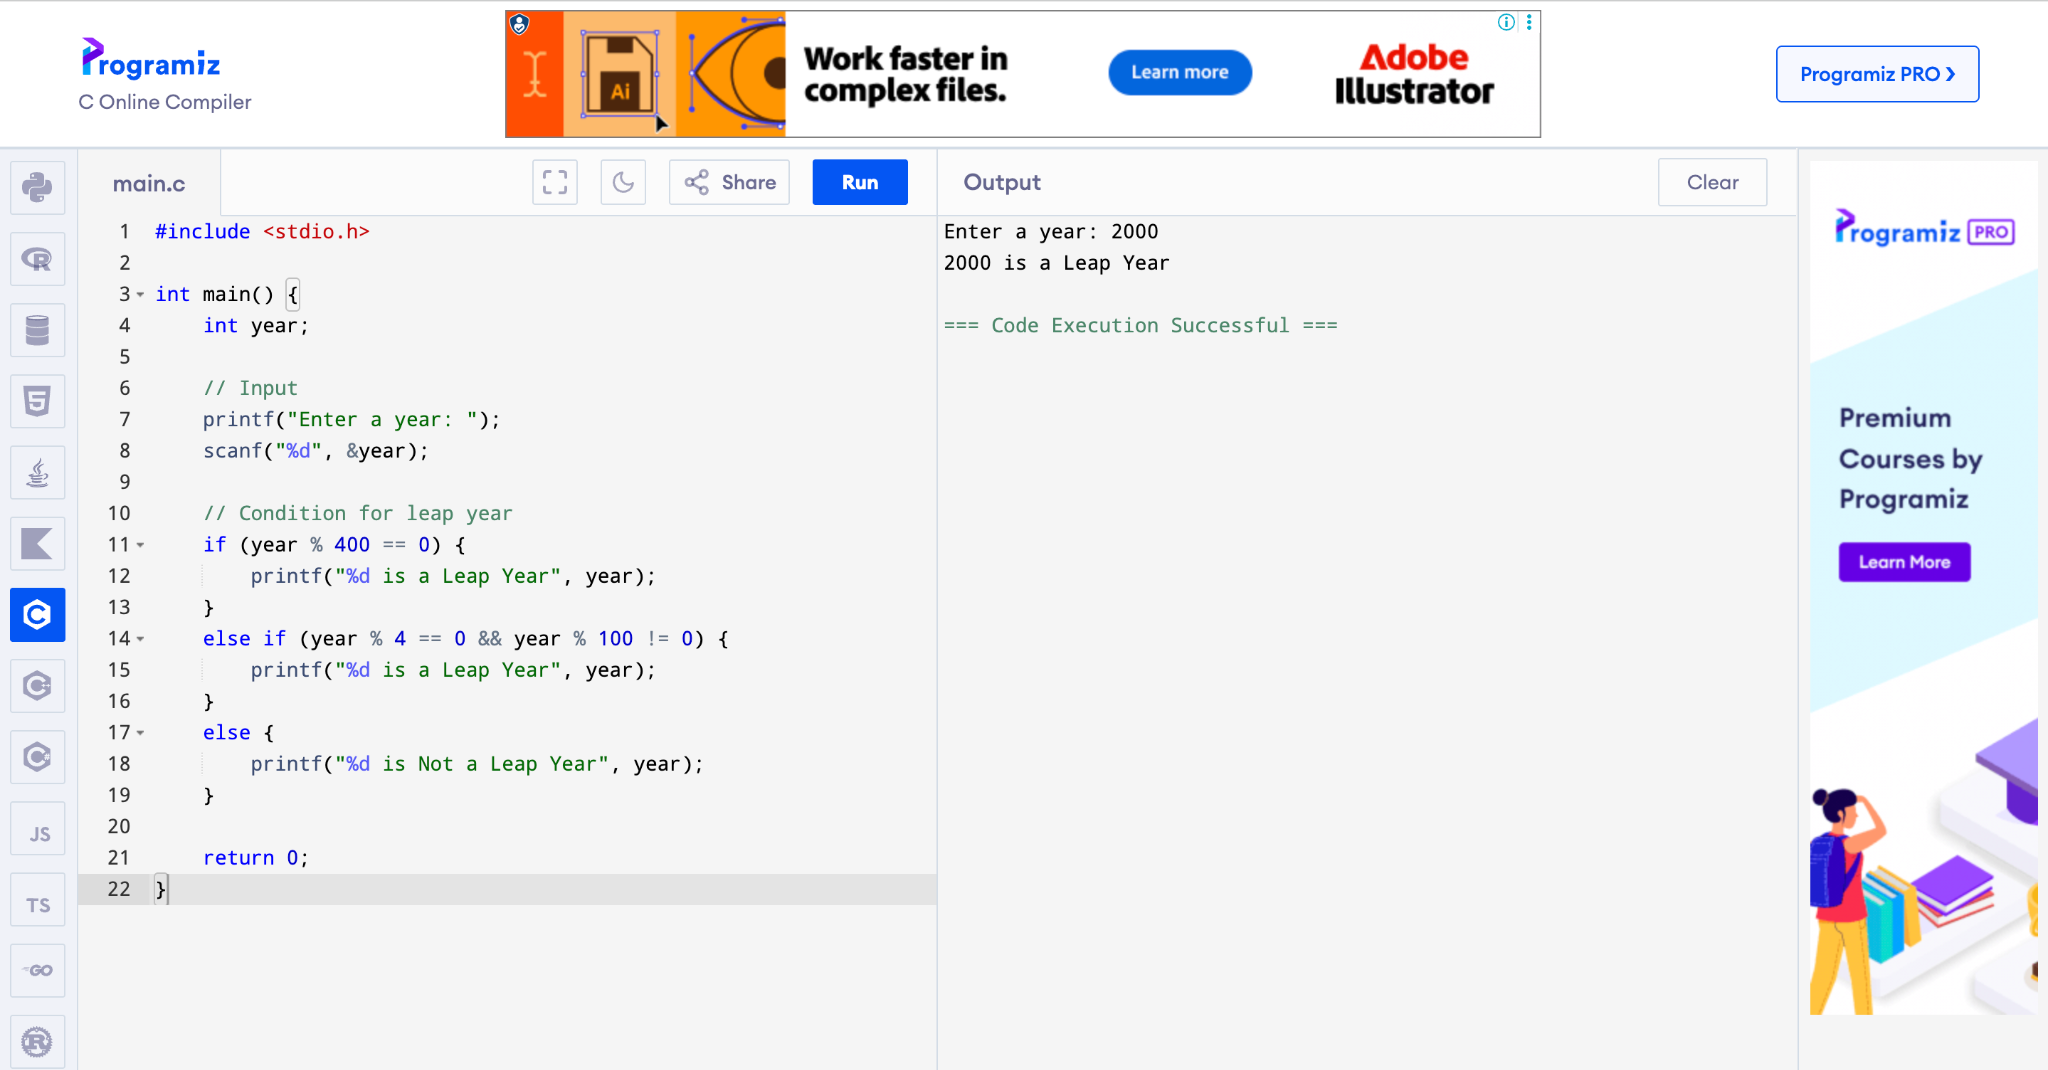 Programiz
C Online Compiler
Ai
Work faster in
complex files.
Learn more
Adobe
Illustrator
Programiz PRO ❯
main.c
Share
Run
Output
Clear
1 #include <stdio.h>
2
3 int main() {
4     int year;
5
6     // Input
7     printf("Enter a year: ");
8     scanf("%d", &year);
9
10     // Condition for leap year
11     if (year % 400 == 0) {
12         printf("%d is a Leap Year", year);
13     }
14     else if (year % 4 == 0 && year % 100 != 0) {
15         printf("%d is a Leap Year", year);
16     }
17     else {
18         printf("%d is Not a Leap Year", year);
19     }
20
21     return 0;
22 }
Enter a year: 2000
2000 is a Leap Year
=== Code Execution Successful ===
R
5
C
C
C
JS
TS
GO
R
Programiz PRO
Premium
Courses by
Programiz
Learn More